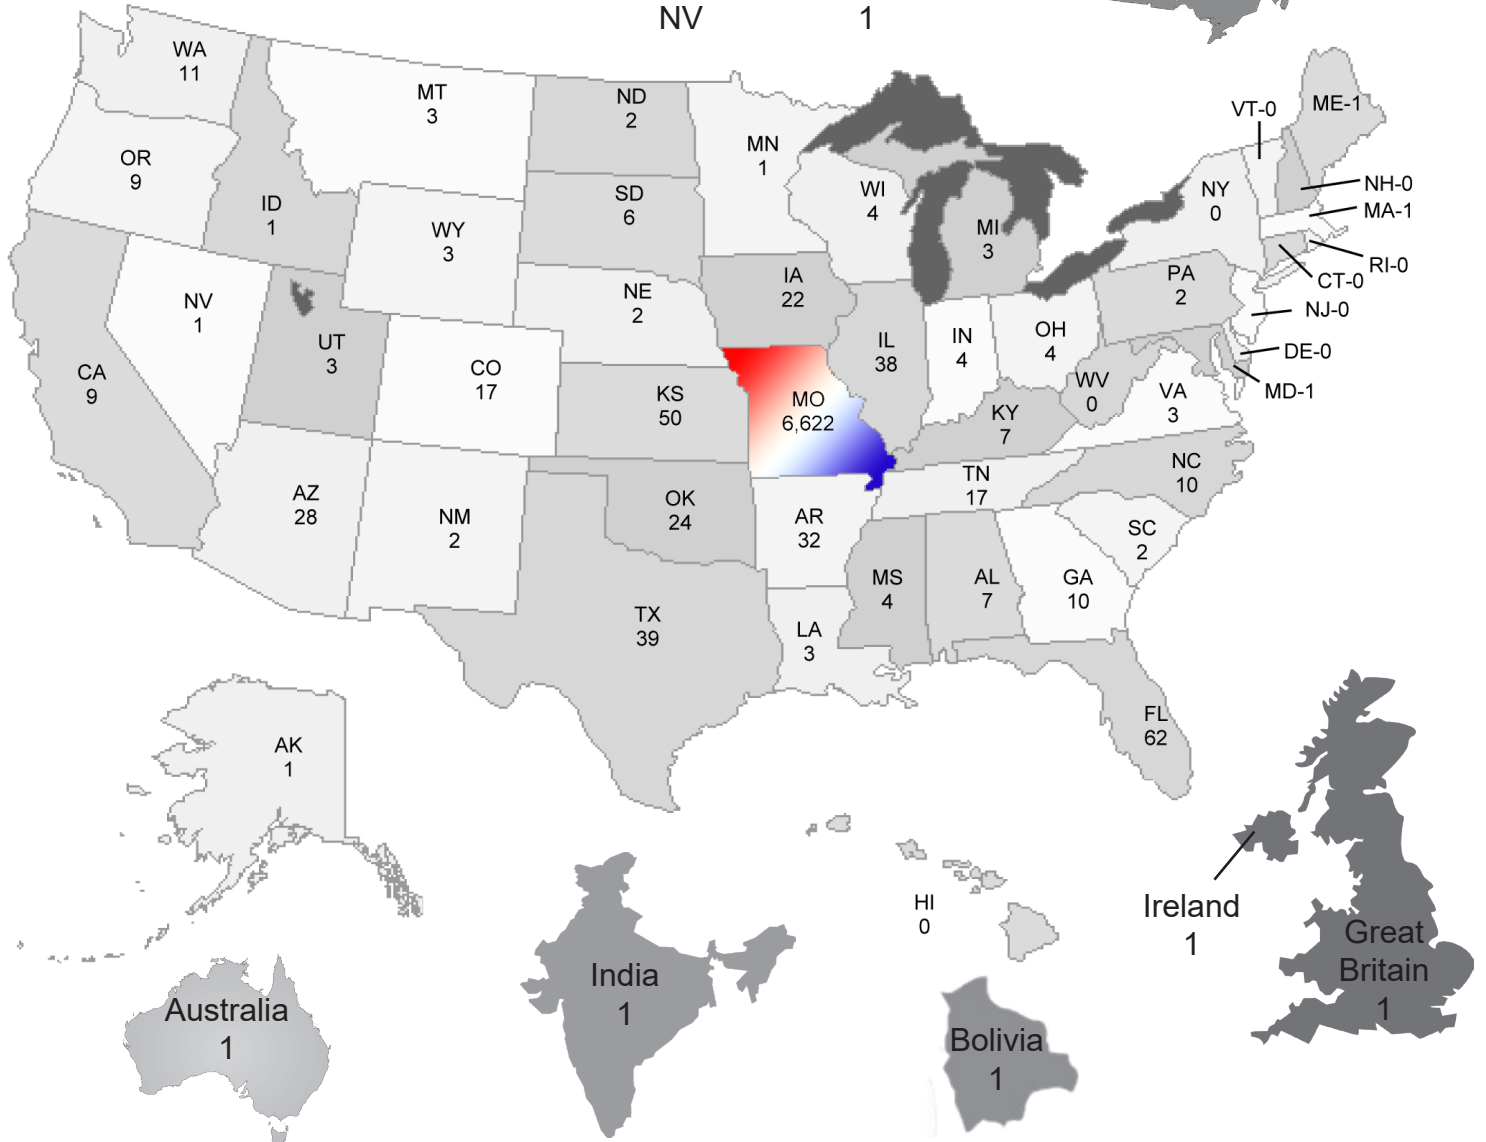 NV 1
WA
11
MT
3
ND
2
MN
1
VT-0
ME-1
OR
9
ID
1
SD
6
WI
4
NY
0
NH-0
MA-1
WY
3
MI
3
RI-0
CT-0
NV
1
IA
22
PA
2
NJ-0
NE
2
UT
3
CO
17
IL
38
IN
4
OH
4
DE-0
MD-1
CA
9
KS
50
MO
6,622
WV
0
VA
3
KY
7
AZ
28
NM
2
OK
24
AR
32
TN
17
NC
10
SC
2
TX
39
LA
3
MS
4
AL
7
GA
10
FL
62
AK
1
HI
0
Ireland
1
Great
Britain
1
Australia
1
India
1
Bolivia
1